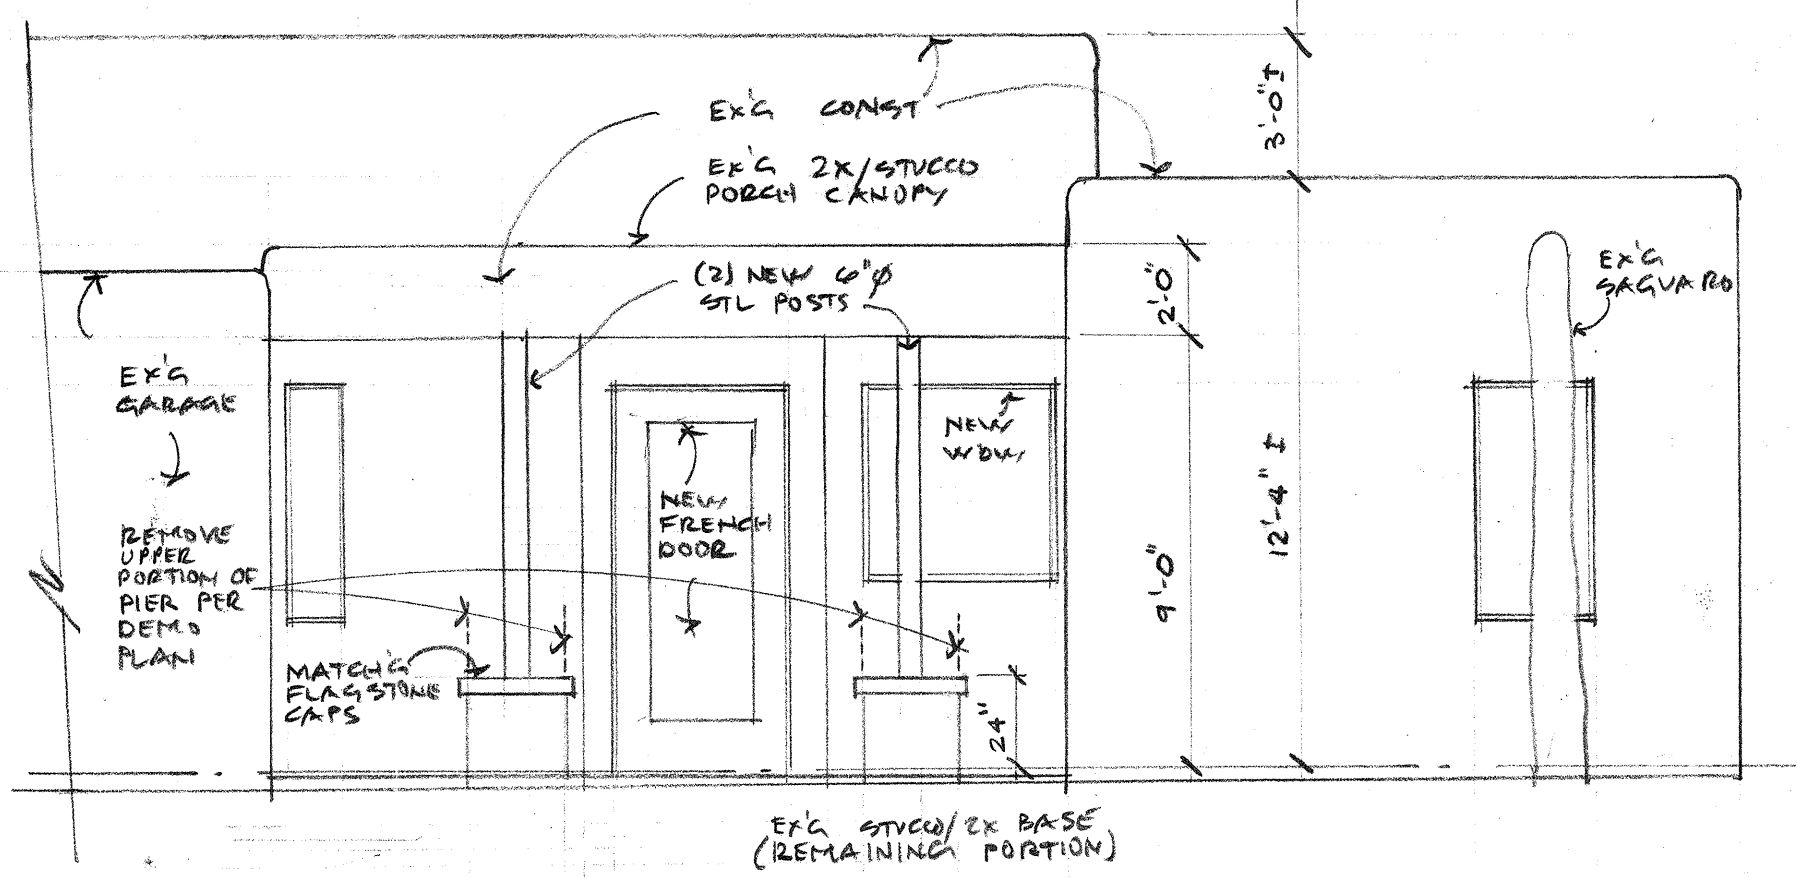 EX'G CONST
3'-0"±
EX'G 2X/STUCCO
PORCH CANOPY
(2) NEW 6"φ
STL POSTS
2'-0"
EX'G
SAGUARO
EX'G
GARAGE
NEW
WDW
NEW
FRENCH
DOOR
12'-4" ±
9'-0"
REMOVE
UPPER
PORTION OF
PIER PER
DEMO
PLAN
MATCH'G
FLAGSTONE
CAPS
24"
EX'G STUCCO/2X BASE
(REMAINING PORTION)